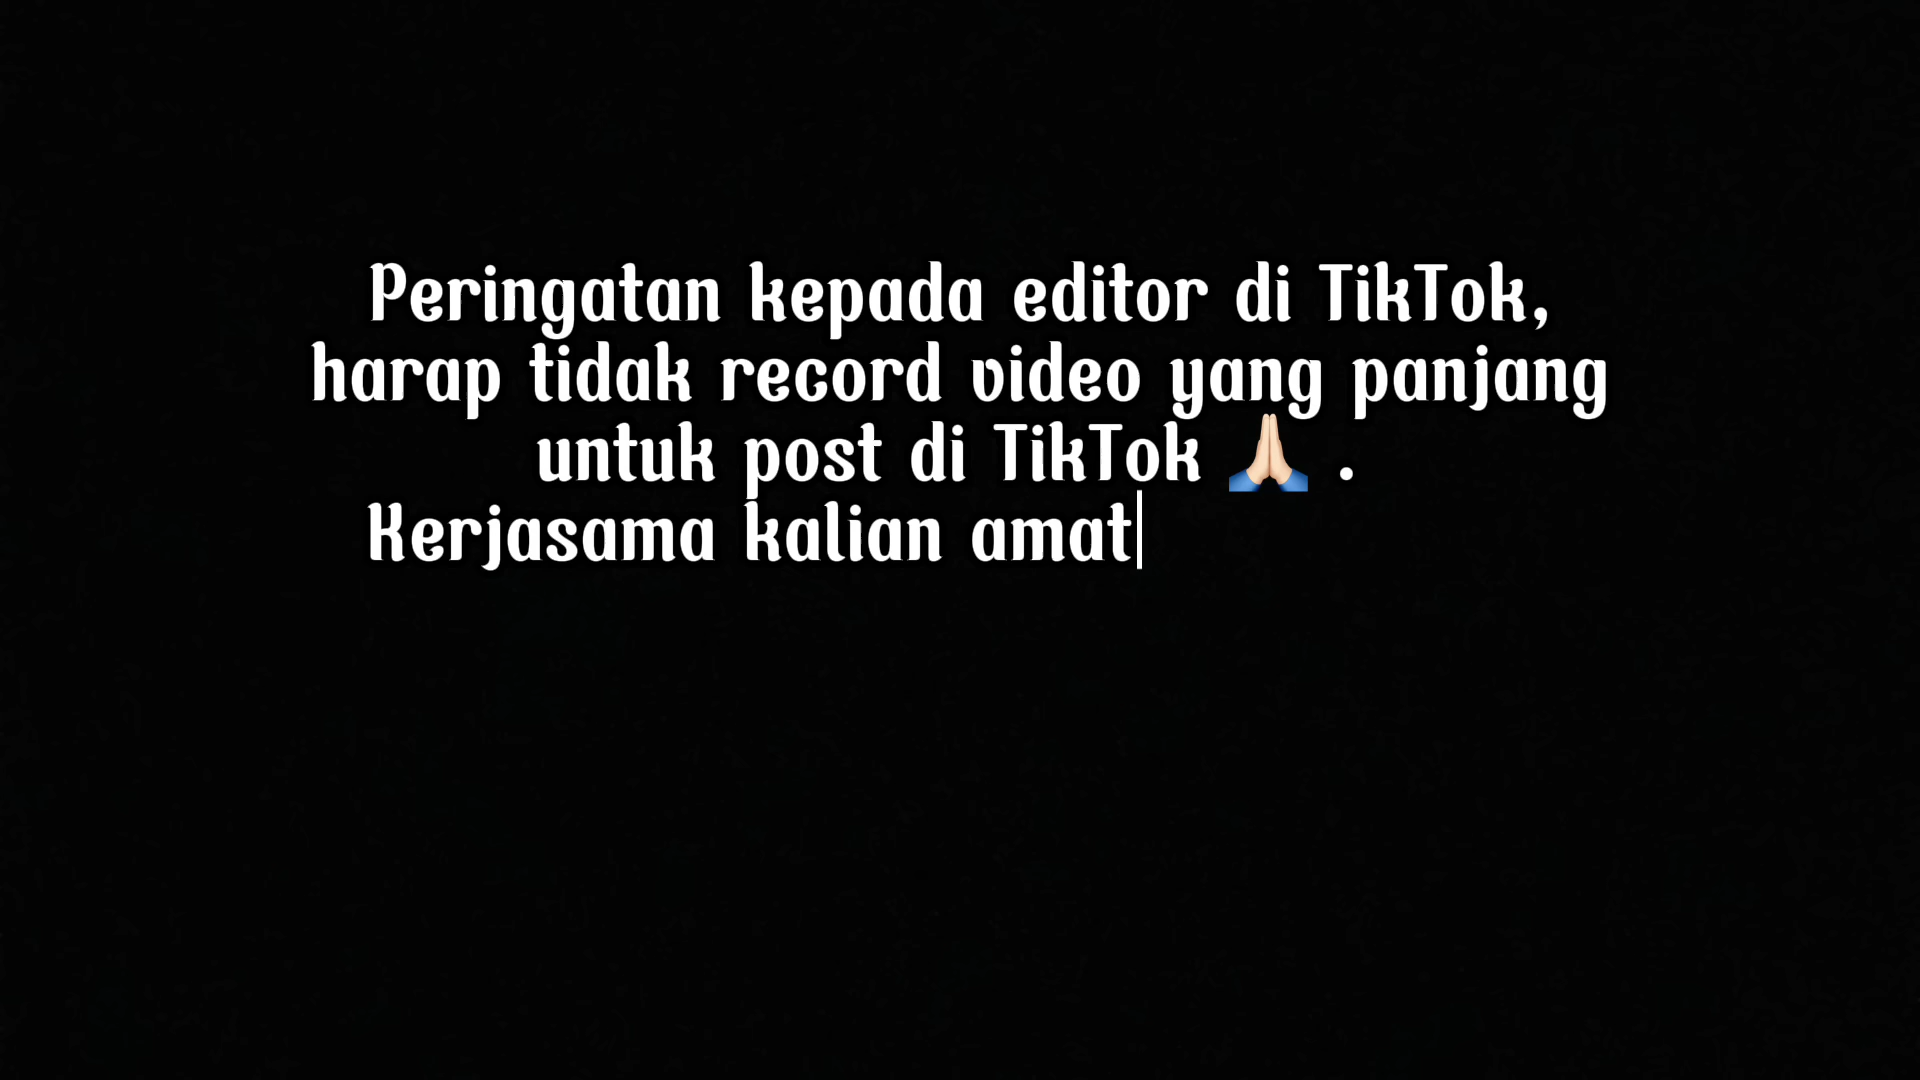 Peringatan kepada editor di TikTok,
harap tidak record video yang panjang
untuk post di TikTok 🙏🏻 .
Kerjasama kalian amat